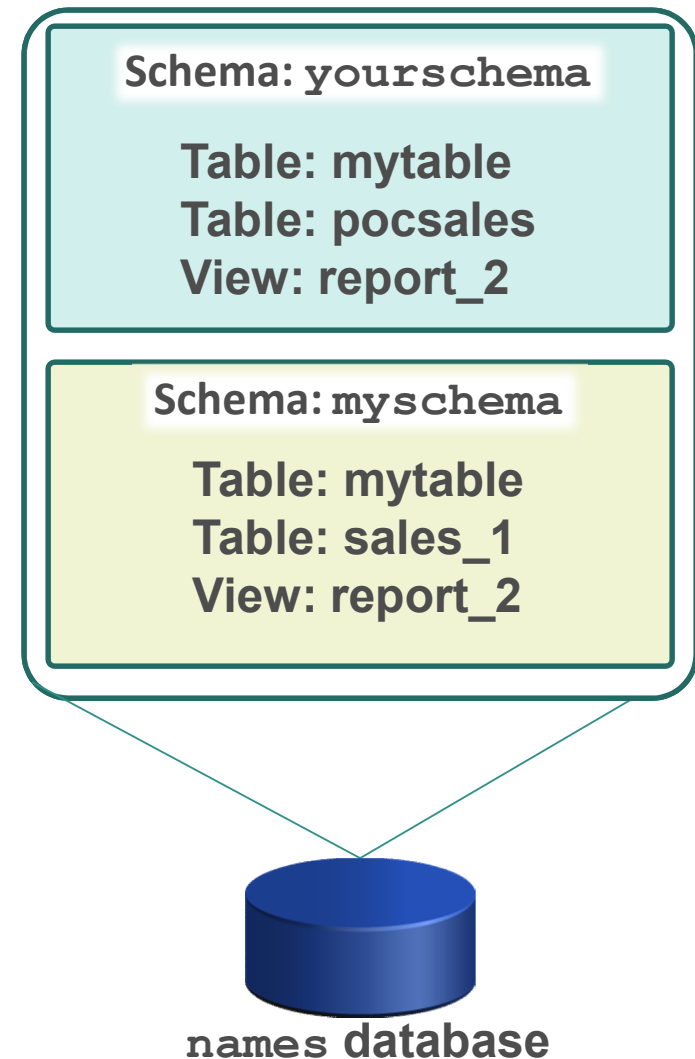 Schema: yourschema
Table: mytable
Table: pocsales
View: report_2
Schema: myschema
Table: mytable
Table: sales_1
View: report_2
names database